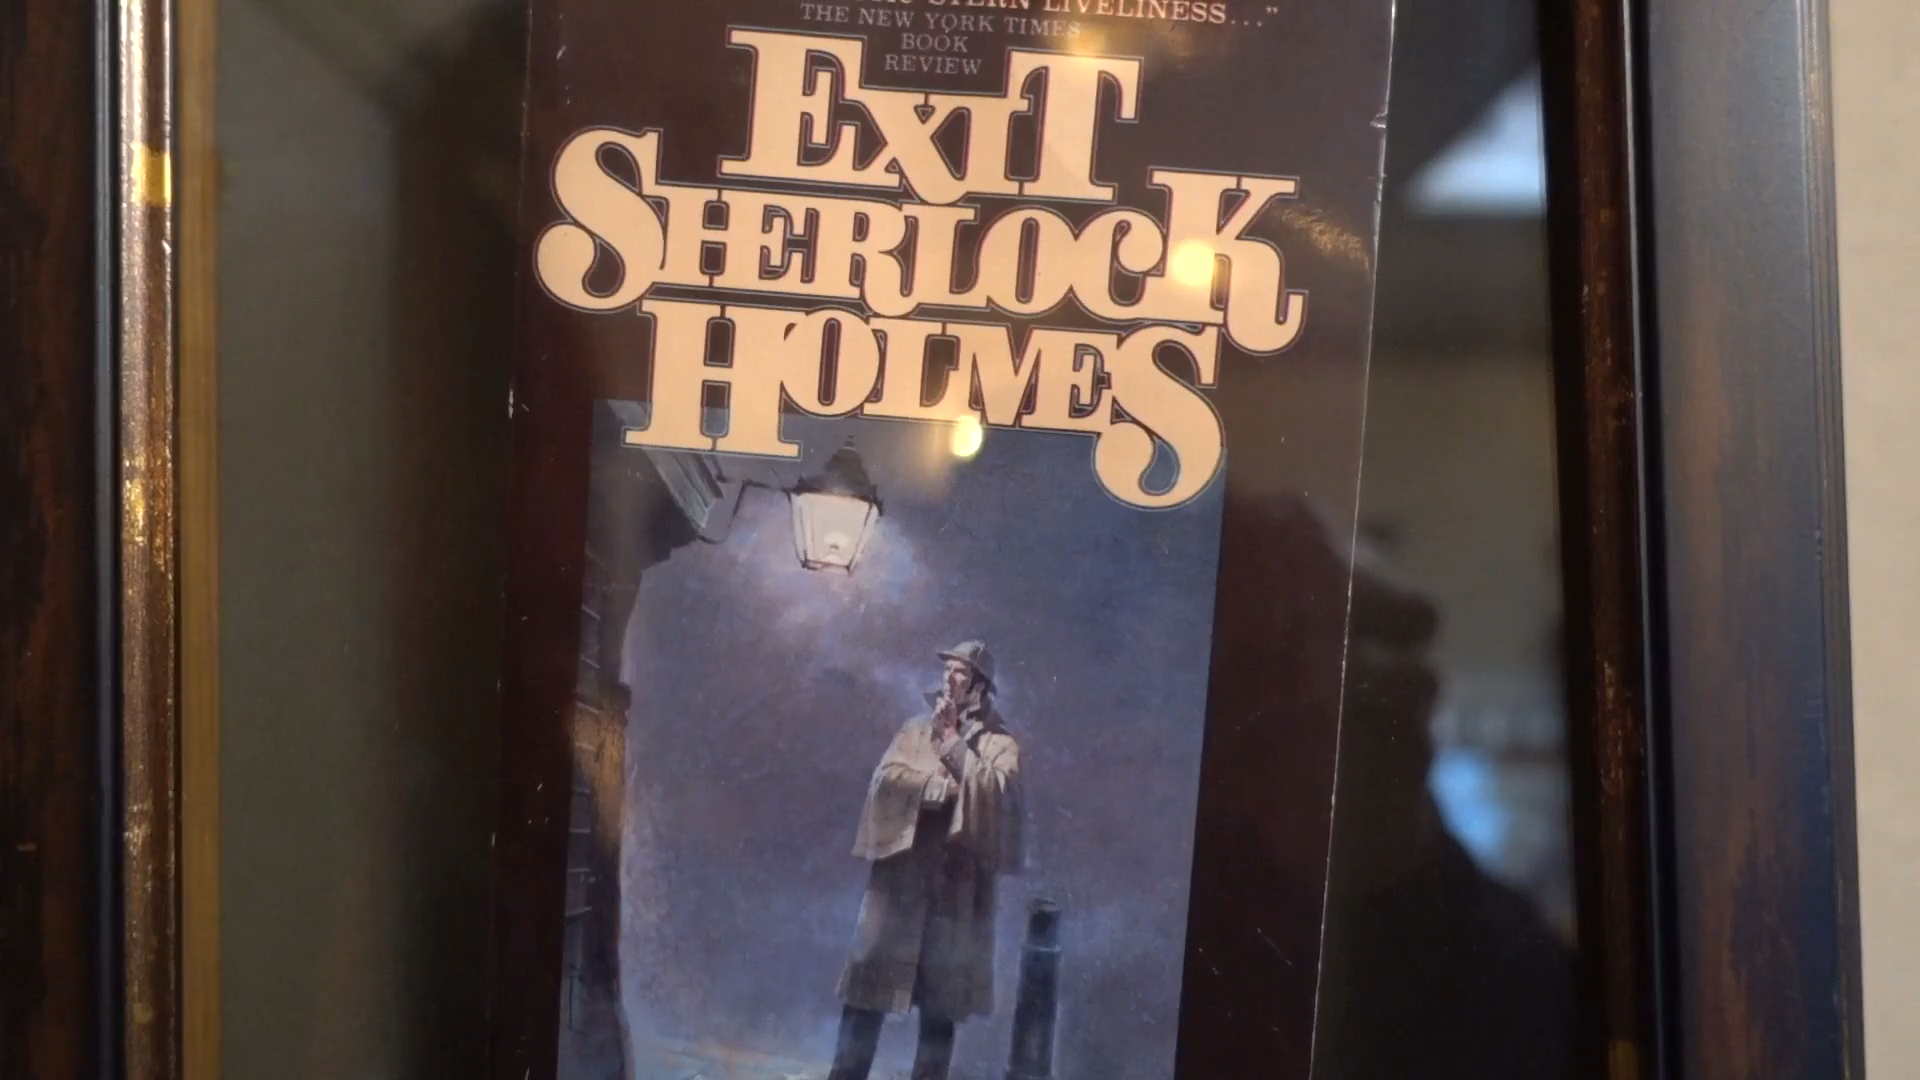 STERN LIVELINESS..."
THE NEW YORK TIMES
BOOK
REVIEW
EXIT
SHERLOCK
HOLMES